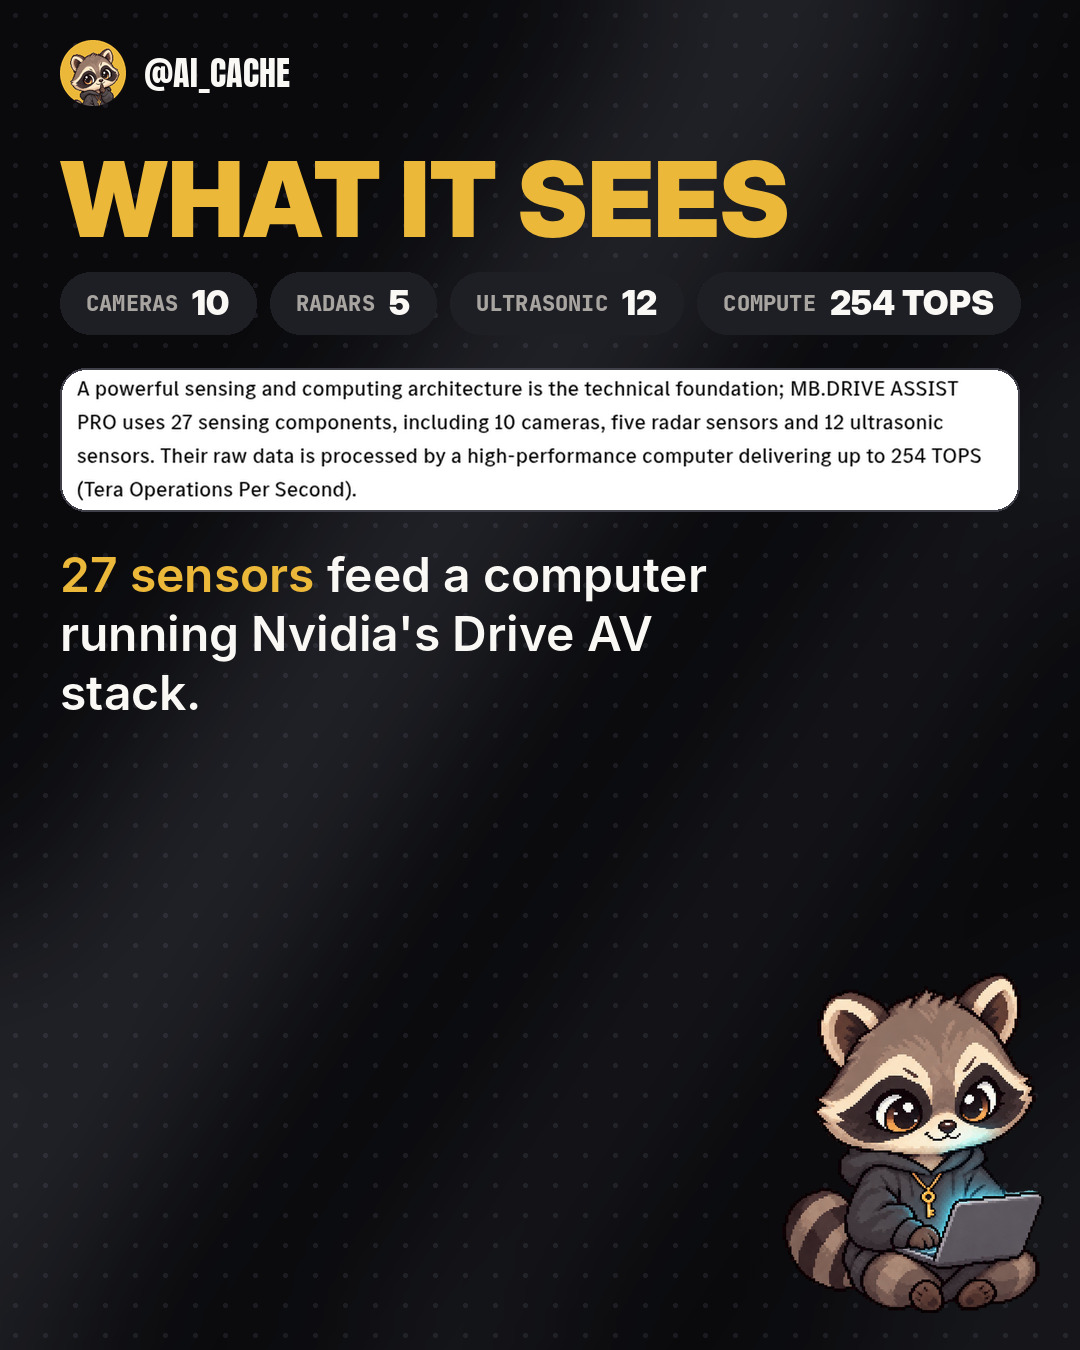 @AI_CACHE
WHAT IT SEES
CAMERAS 10 RADARS 5 ULTRASONIC 12 COMPUTE 254 TOPS
A powerful sensing and computing architecture is the technical foundation; MB.DRIVE ASSIST
PRO uses 27 sensing components, including 10 cameras, five radar sensors and 12 ultrasonic
sensors. Their raw data is processed by a high-performance computer delivering up to 254 TOPS
(Tera Operations Per Second).
27 sensors feed a computer
running Nvidia's Drive AV
stack.